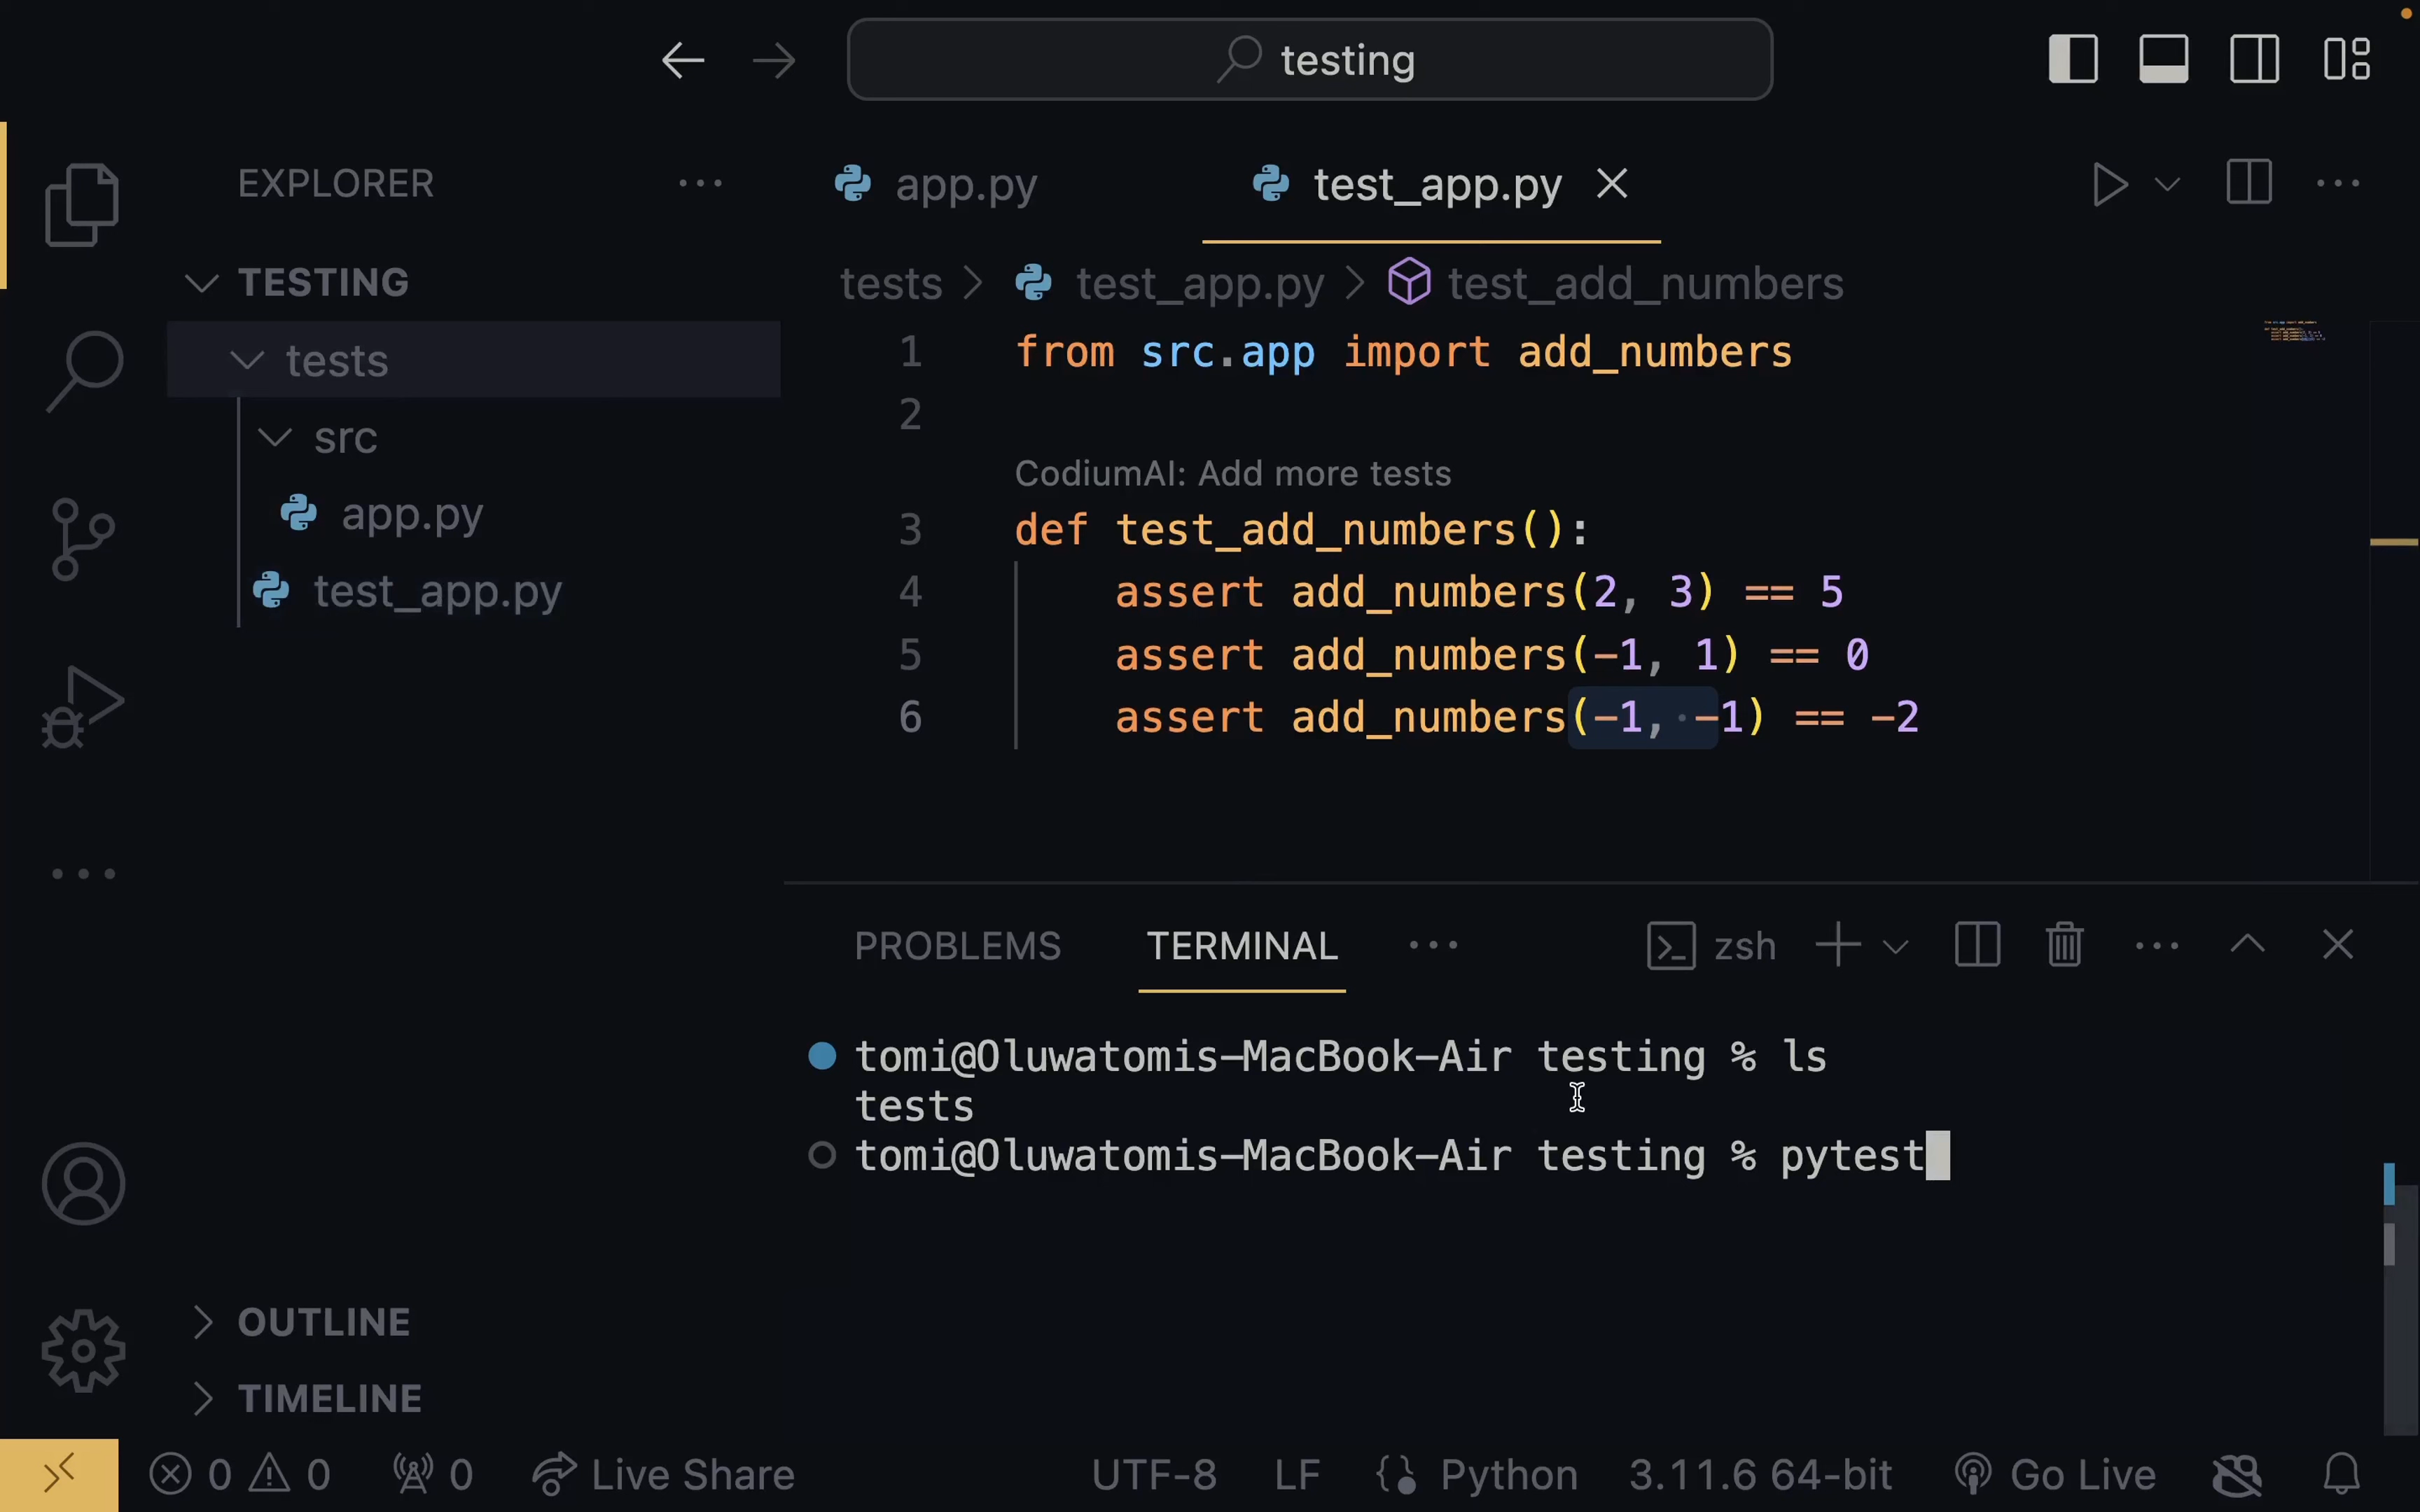 testing
EXPLORER
TESTING
tests
src
app.py
test_app.py
app.py
test_app.py
tests > test_app.py > test_add_numbers
1 from src.app import add_numbers
2
CodiumAI: Add more tests
3 def test_add_numbers():
4 assert add_numbers(2, 3) == 5
5 assert add_numbers(-1, 1) == 0
6 assert add_numbers(-1, -1) == -2
PROBLEMS TERMINAL ··· zsh
tomi@Oluwatomis-MacBook-Air testing % ls
tests
tomi@Oluwatomis-MacBook-Air testing % pytest
OUTLINE
TIMELINE
0 0 0 Live Share UTF-8 LF Python 3.11.6 64-bit Go Live